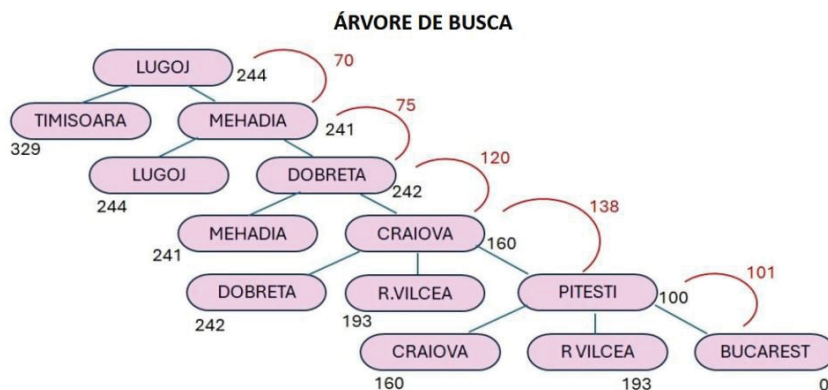 ÁRVORE DE BUSCA
LUGOJ
244
70
TIMISOARA
329
MEHADIA
241
75
LUGOJ
244
DOBRETA
242
120
MEHADIA
241
CRAIOVA
160
138
DOBRETA
242
R.VILCEA
193
PITESTI
100
101
CRAIOVA
160
R VILCEA
193
BUCAREST
0